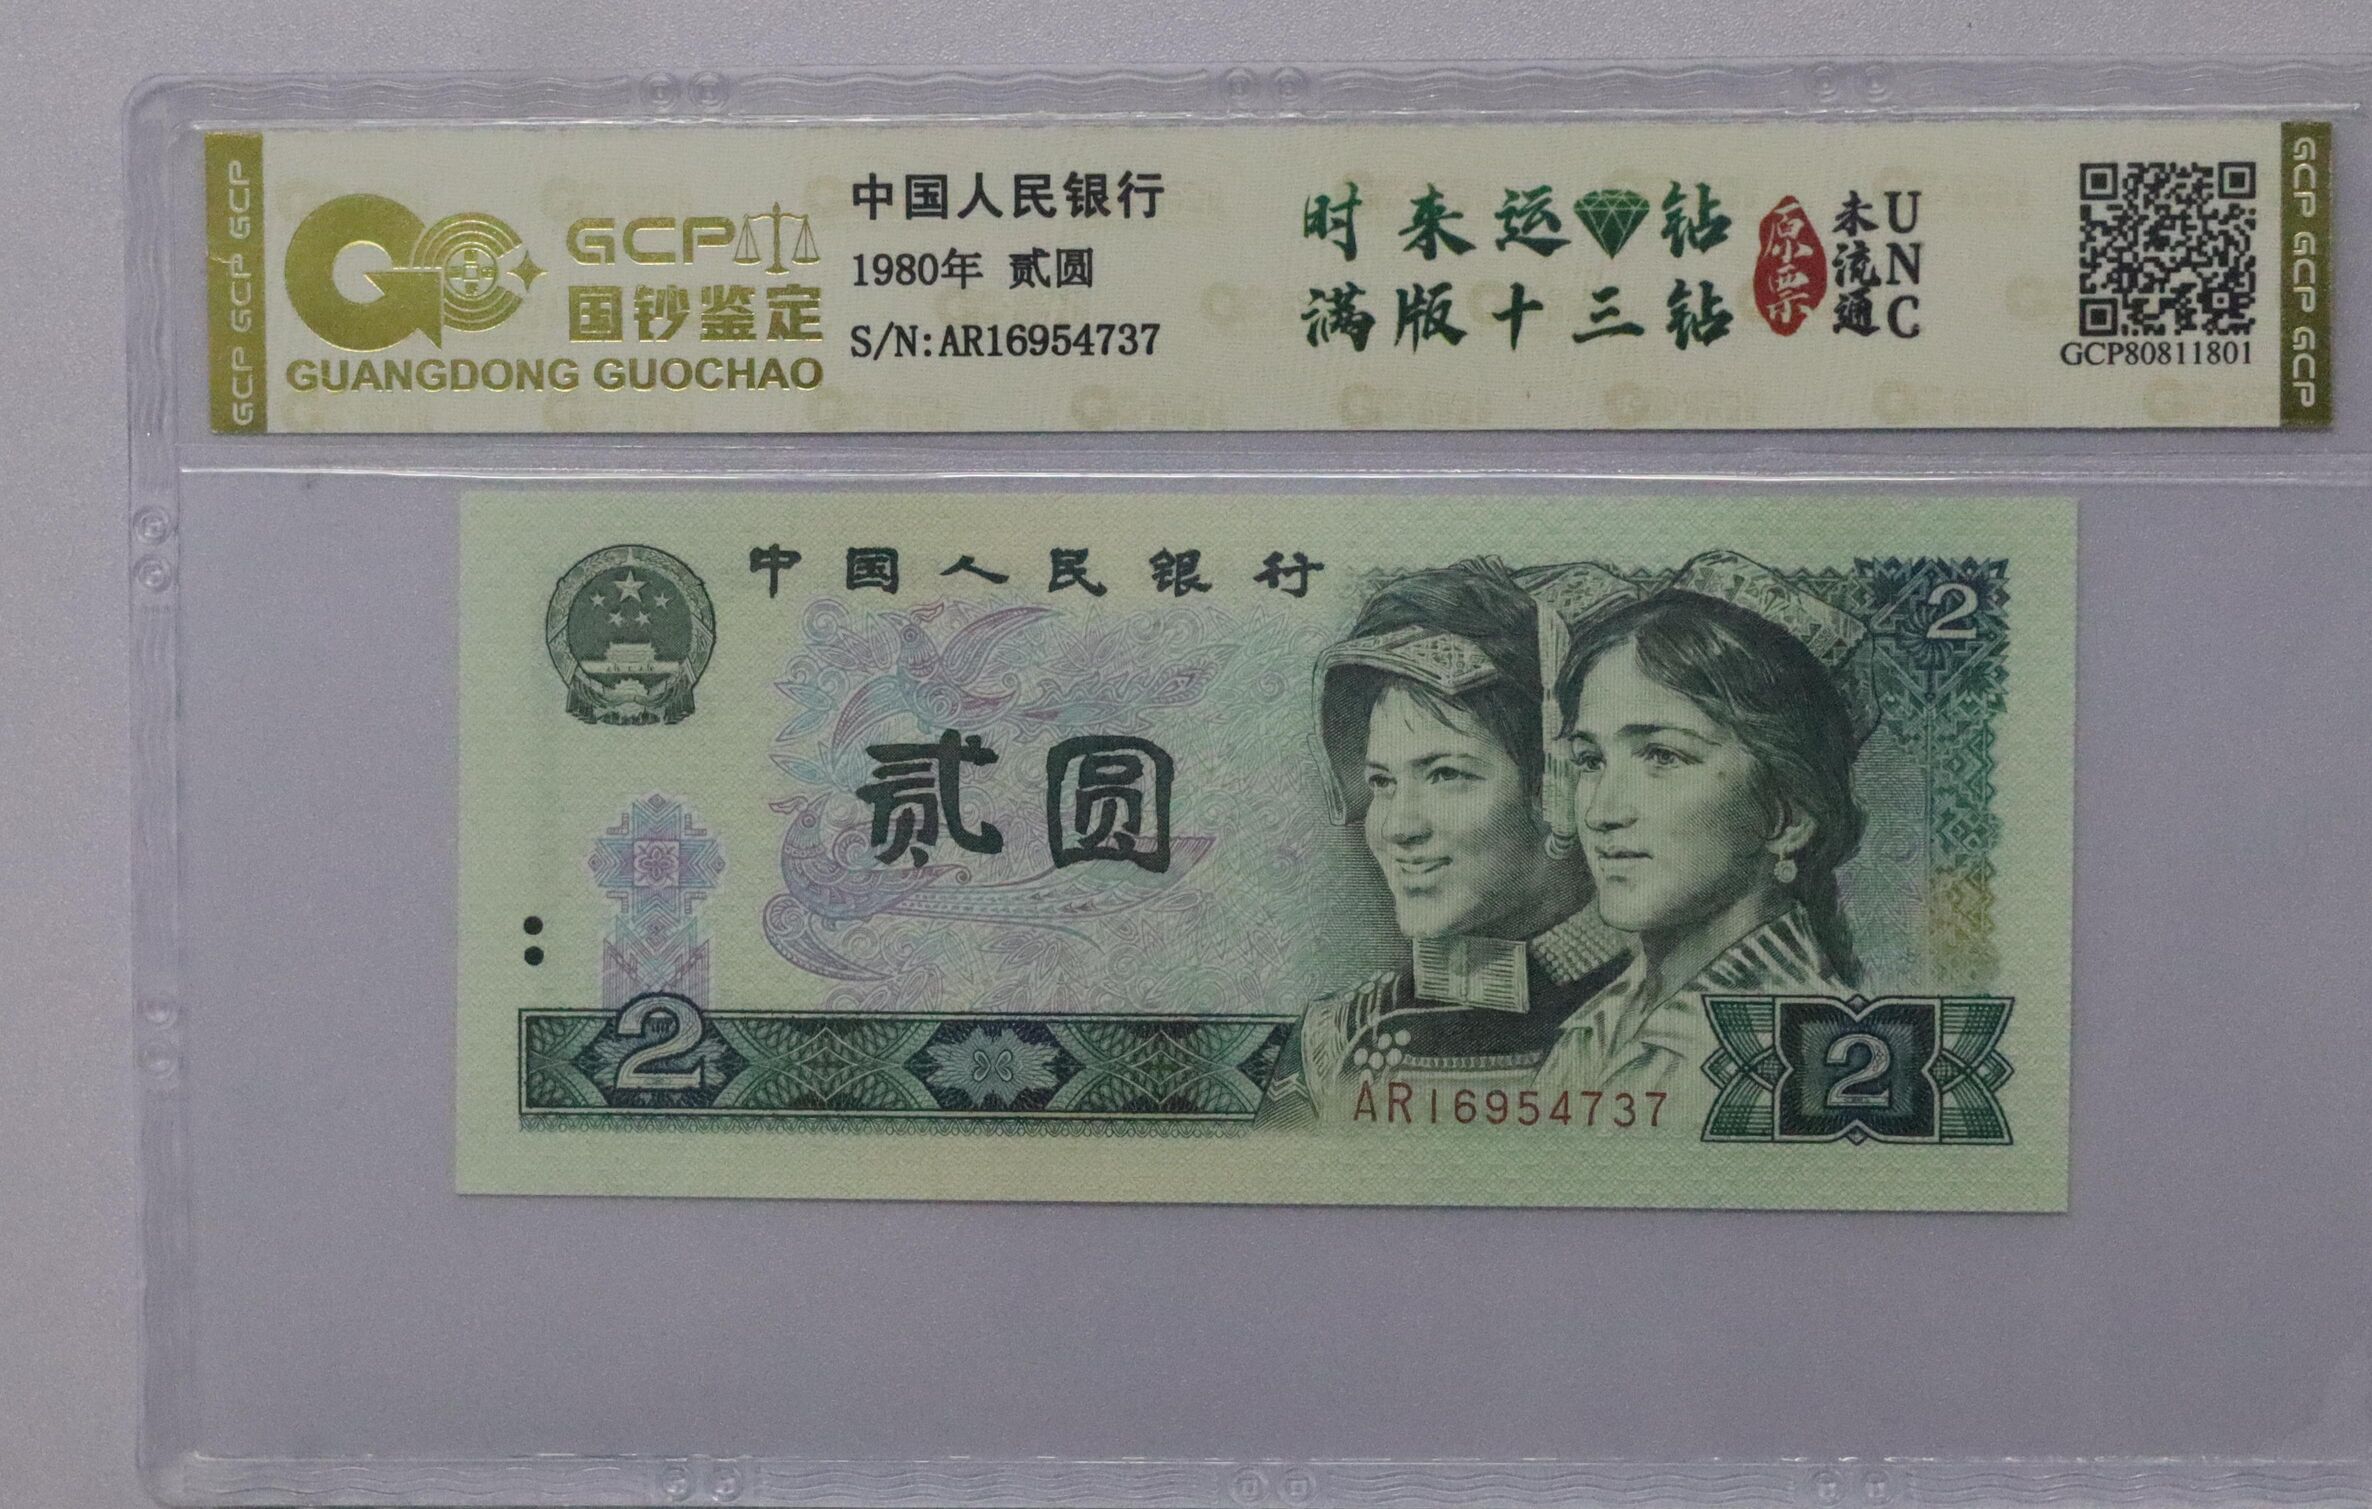 GCP GCP GCP
GCP
国钞鉴定
GUANGDONG GUOCHAO
中国人民银行
1980年 贰圆
S/N:AR16954737
时来运钻
满版十三钻
原票
未流通
UNC
GCP80811801
GCP GCP GCP
中国人民银行
2
贰圆
2
AR16954737
2